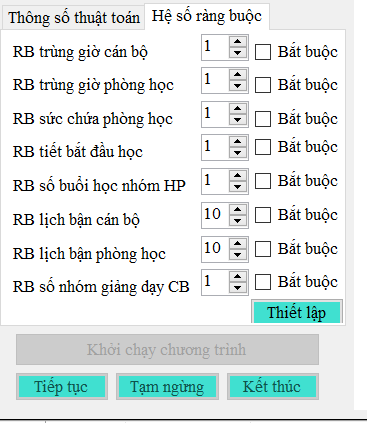 Thông số thuật toán Hệ số ràng buộc
RB trùng giờ cán bộ 1 Bắt buộc
RB trùng giờ phòng học 1 Bắt buộc
RB sức chứa phòng học 1 Bắt buộc
RB tiết bắt đầu học 1 Bắt buộc
RB số buổi học nhóm HP 1 Bắt buộc
RB lịch bận cán bộ 10 Bắt buộc
RB lịch bận phòng học 10 Bắt buộc
RB số nhóm giảng dạy CB 1 Bắt buộc
Thiết lập
Khởi chạy chương trình
Tiếp tục Tạm ngừng Kết thúc